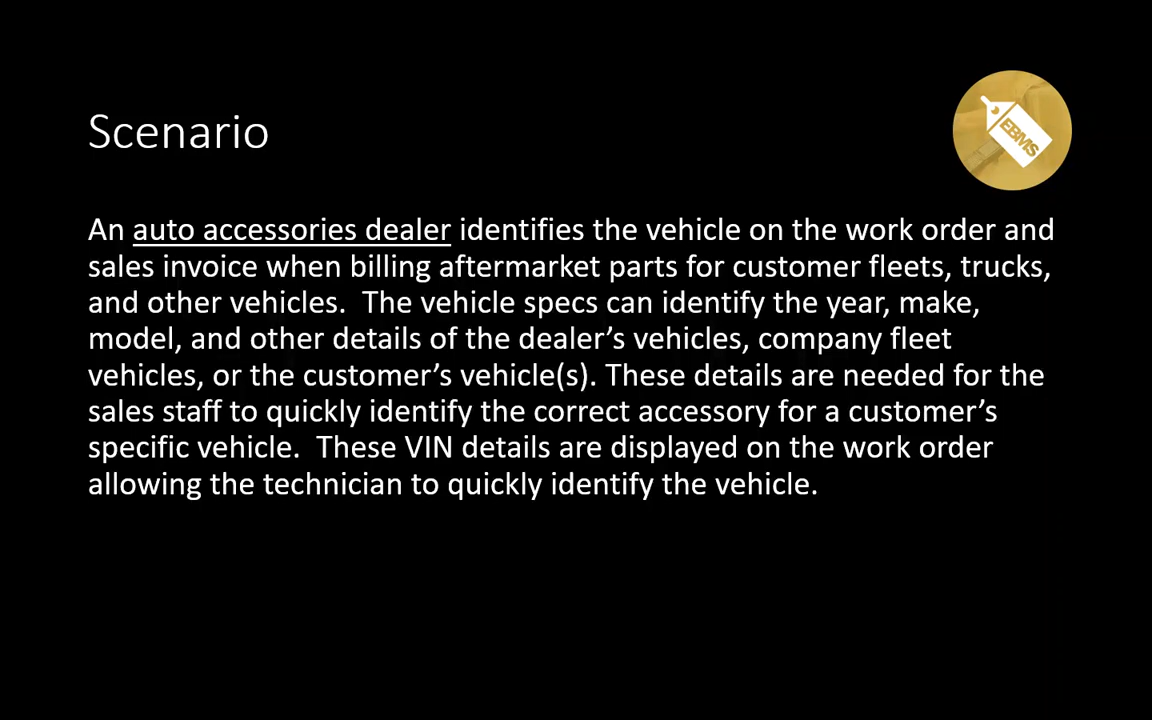 Scenario
EBMS
An auto accessories dealer identifies the vehicle on the work order and
sales invoice when billing aftermarket parts for customer fleets, trucks,
and other vehicles.  The vehicle specs can identify the year, make,
model, and other details of the dealer’s vehicles, company fleet
vehicles, or the customer’s vehicle(s). These details are needed for the
sales staff to quickly identify the correct accessory for a customer’s
specific vehicle.  These VIN details are displayed on the work order
allowing the technician to quickly identify the vehicle.